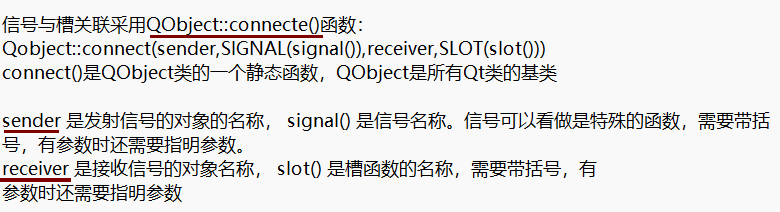 信号与槽关联采用QObject::connecte()函数：
Qobject::connect(sender,SIGNAL(signal()),receiver,SLOT(slot()))
connect()是QObject类的一个静态函数，QObject是所有Qt类的基类
sender 是发射信号的对象的名称， signal() 是信号名称。信号可以看做是特殊的函数，需要带括
号，有参数时还需要指明参数。
receiver 是接收信号的对象名称， slot() 是槽函数的名称，需要带括号，有
参数时还需要指明参数